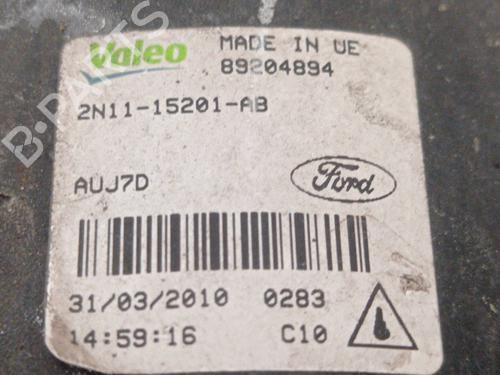 Valeo MADE IN UE
89204894
2N11-15201-AB
AUJ7D
Ford
31/03/2010 0283
14:59:16 C10
B-PARTS